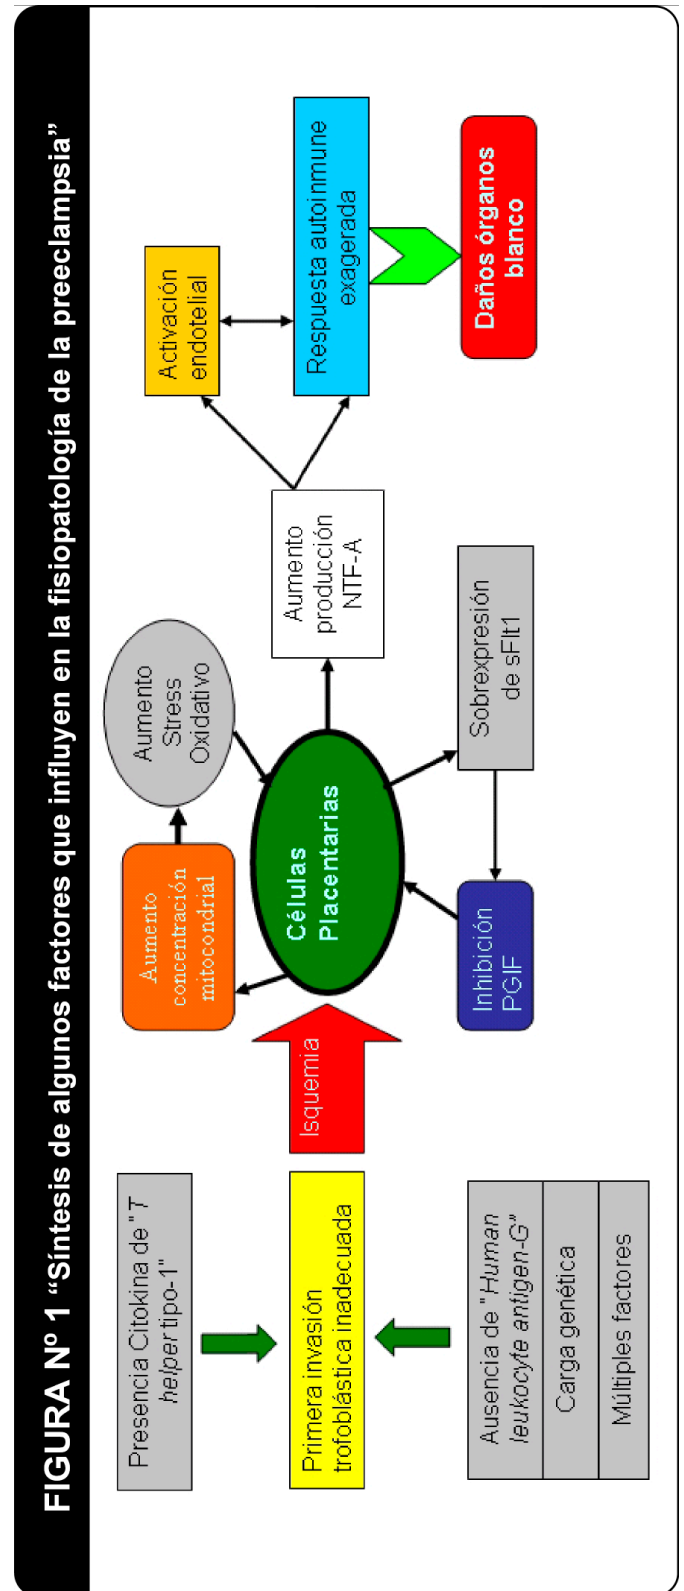 FIGURA Nº 1 “Síntesis de algunos factores que influyen en la fisiopatología de la preeclampsia”
Presencia Citokina de "T
helper tipo-1"
Primera invasión
trofoblástica inadecuada
Ausencia de "Human
leukocyte antigen-G"
Carga genética
Múltiples factores
Isquemia
Aumento
concentración
mitocondrial
Aumento
Stress
Oxidativo
Células
Placentarias
Inhibición
PGIF
Sobrexpresión
de sFlt1
Aumento
producción
NTF-A
Activación
endotelial
Respuesta autoinmune
exagerada
Daños órganos
blanco